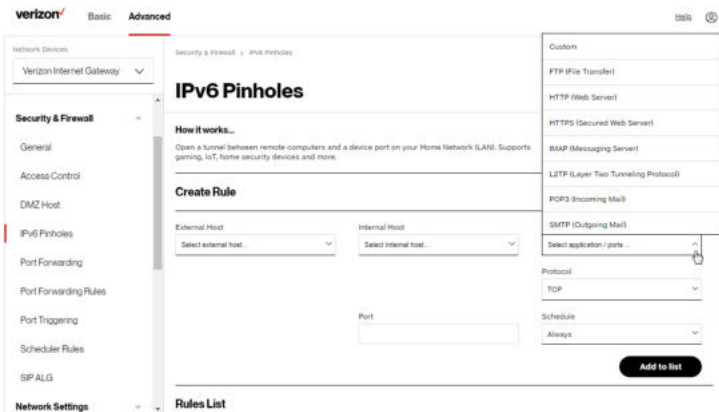 verizon
Basic
Advanced
Help
Network Devices
Verizon Internet Gateway
Security & Firewall
General
Access Control
DMZ Host
IPv6 Pinholes
Port Forwarding
Port Forwarding Rules
Port Triggering
Scheduler Rules
SIP ALG
Network Settings
Security & Firewall > IPv6 Pinholes
IPv6 Pinholes
How it works...
Open a tunnel between remote computers and a device port on your Home Network (LAN). Supports
gaming, IoT, home security devices and more.
Create Rule
External Host
Select external host...
Internal Host
Select internal host...
Custom
FTP (File Transfer)
HTTP (Web Server)
HTTPS (Secured Web Server)
IMAP (Messaging Server)
L2TP (Layer Two Tunneling Protocol)
POP3 (Incoming Mail)
SMTP (Outgoing Mail)
Select application / ports ...
Protocol
TCP
Port
Schedule
Always
Add to list
Rules List